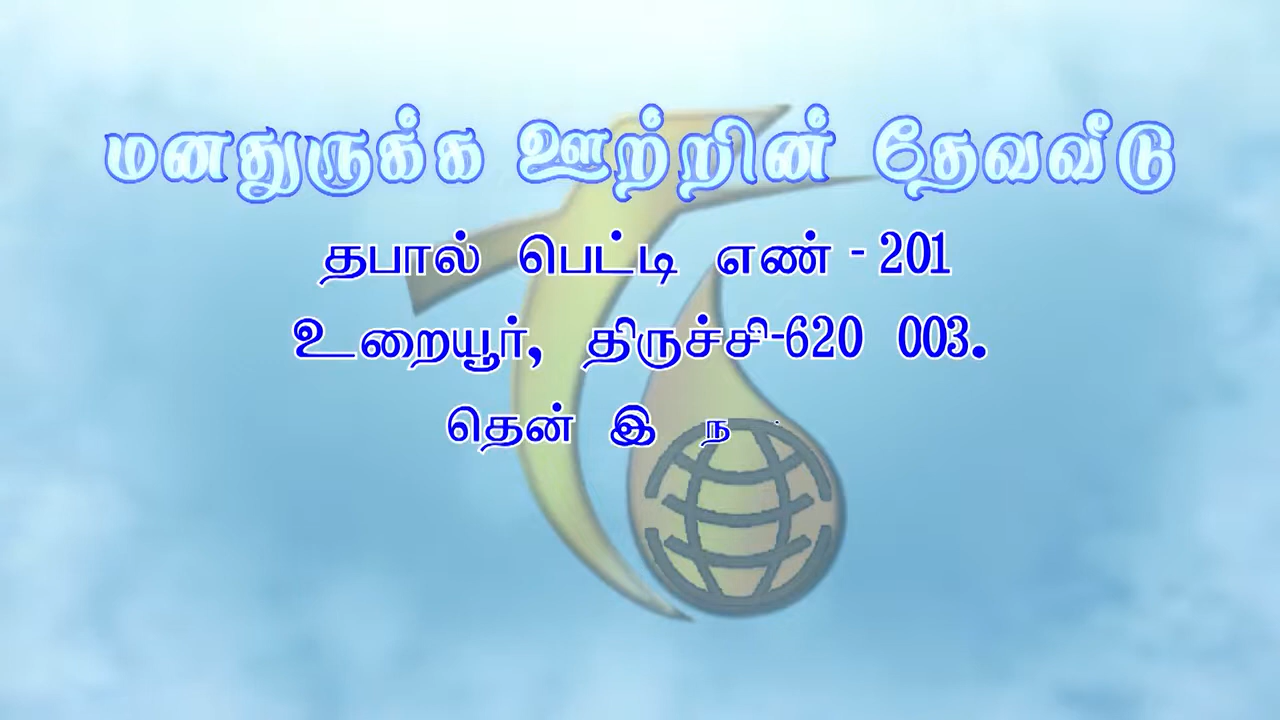 மனதுருக்க ஊற்றின் தேவவீடு
தபால் பெட்டி எண் - 201
உறையூர், திருச்சி-620 003.
தென் இ ந